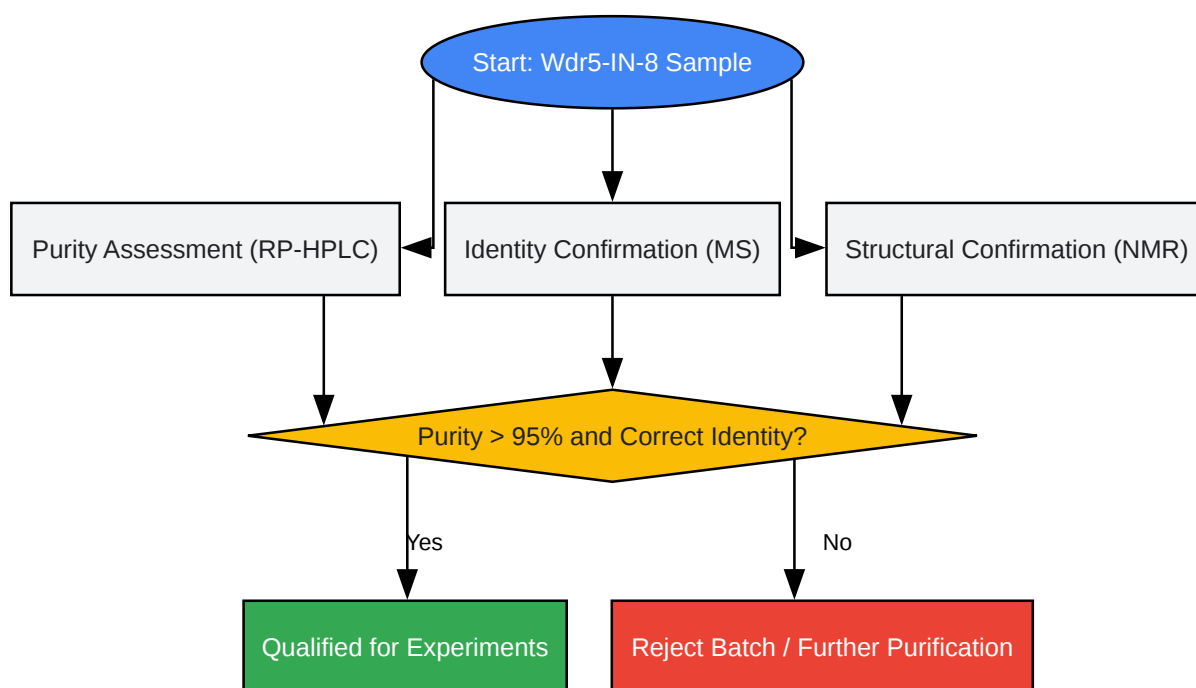 Start: Wdr5-IN-8 Sample
Purity Assessment (RP-HPLC)
Identity Confirmation (MS)
Structural Confirmation (NMR)
Purity > 95% and Correct Identity?
Yes
No
Qualified for Experiments
Reject Batch / Further Purification